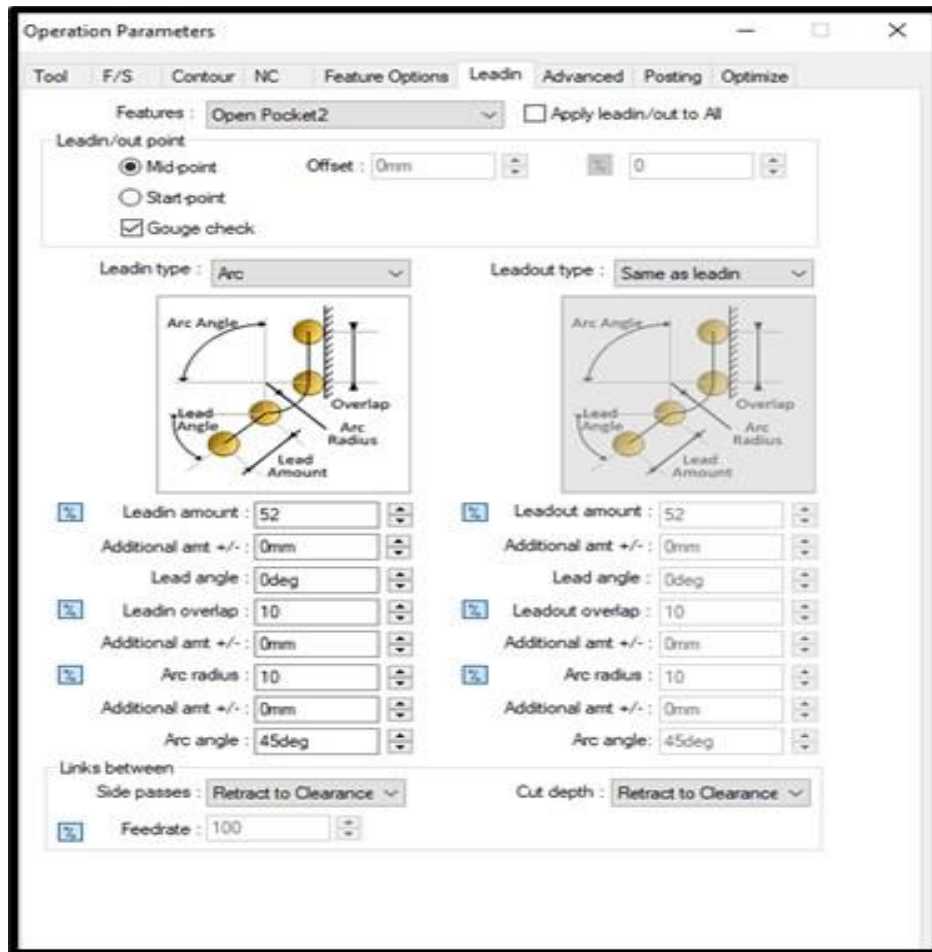 Operation Parameters
Tool F/S Contour NC Feature Options Leadin Advanced Posting Optimize
Features : Open Pocket2 Apply leadin/out to All
Leadin/out point
Mid-point Offset : 0mm % 0
Start-point
Gouge check
Leadin type : Arc Leadout type : Same as leadin
Arc Angle Arc Angle
Overlap Overlap
Lead Angle Arc Radius Lead Angle Arc Radius
Lead Amount Lead Amount
% Leadin amount : 52 % Leadout amount : 52
Additional amt +/- : 0mm Additional amt +/- : 0mm
Lead angle : 0deg Lead angle : 0deg
% Leadin overlap : 10 % Leadout overlap : 10
Additional amt +/- : 0mm Additional amt +/- : 0mm
% Arc radius : 10 % Arc radius : 10
Additional amt +/- : 0mm Additional amt +/- : 0mm
Arc angle : 45deg Arc angle: 45deg
Links between
Side passes : Retract to Clearance Cut depth : Retract to Clearance
% Feedrate : 100